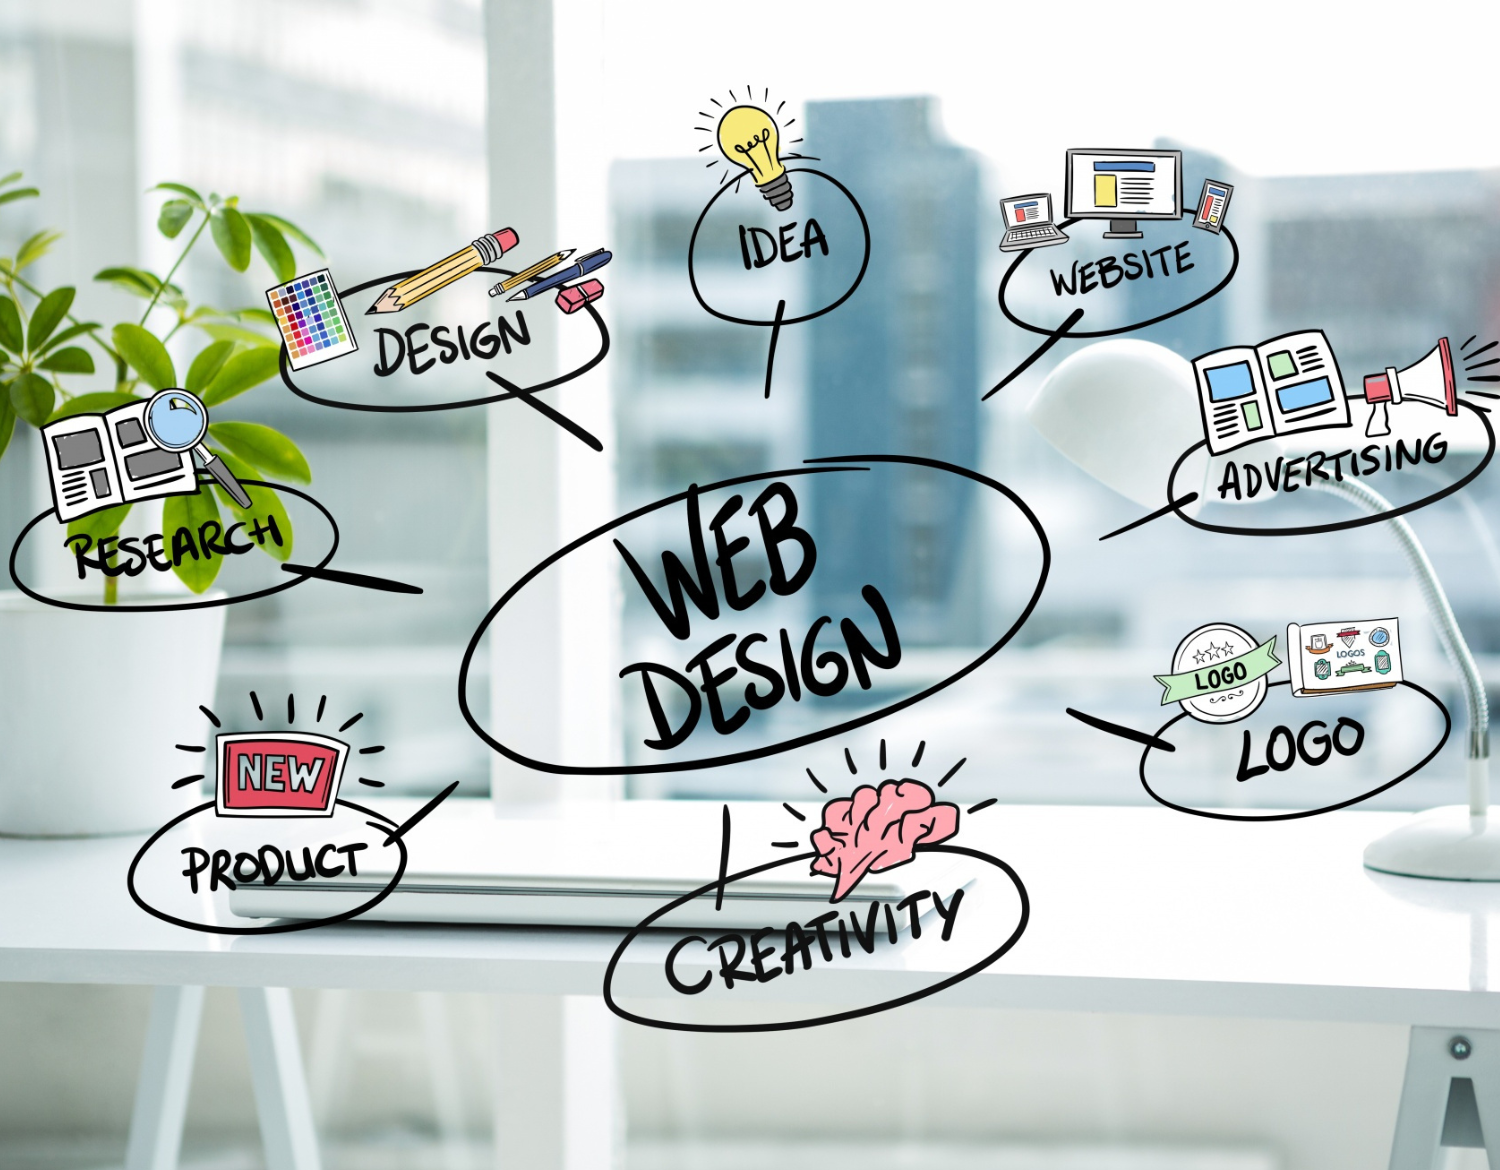 IDEA
WEBSITE
DESIGN
ADVERTISING
RESEARCH
WEB
DESIGN
LOGO
LOGOS
LOGO
NEW
PRODUCT
CREATIVITY